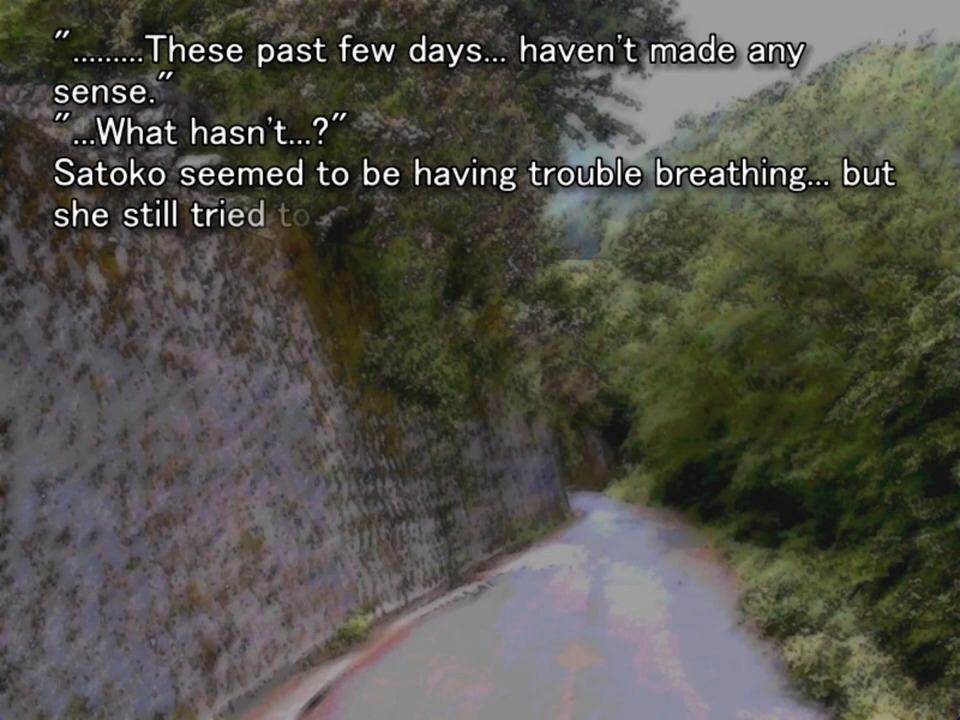 ".........These past few days... haven't made any
sense."
"...What hasn't...?"
Satoko seemed to be having trouble breathing... but
she still tried to